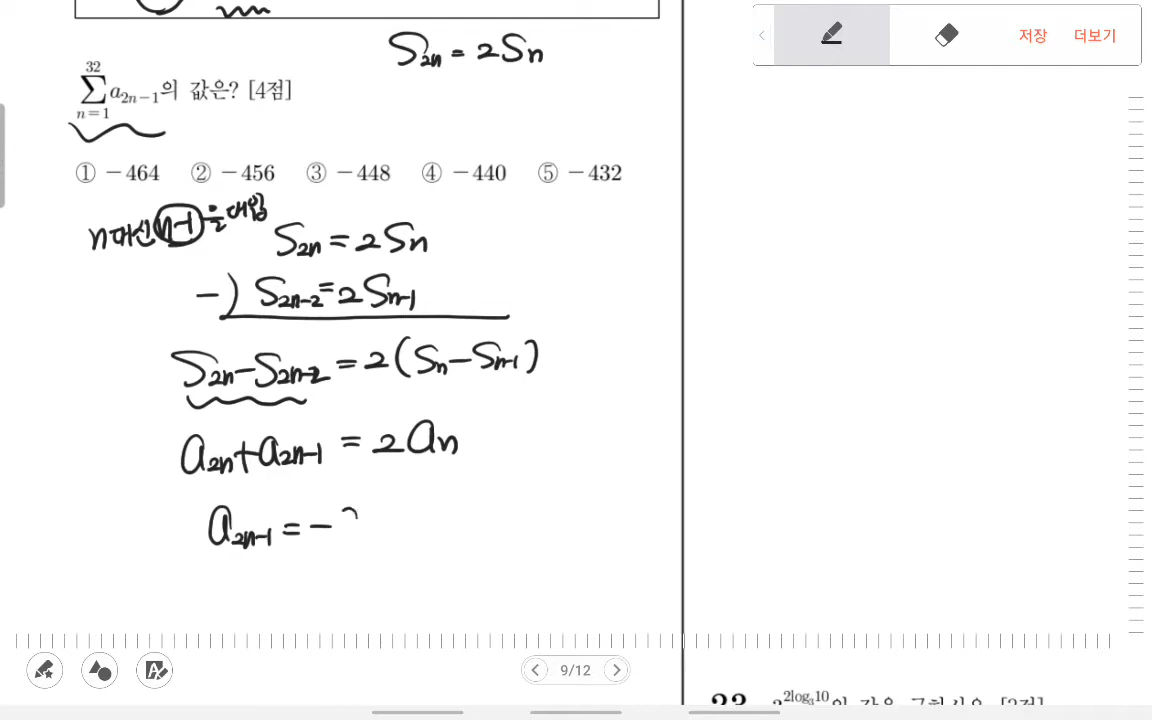 S₂ₙ = 2Sₙ
저장 더보기
32
∑ a₂ₙ₋₁의 값은? [4점]
n=1
① −464 ② −456 ③ −448 ④ −440 ⑤ −432
n대신 n-1을 대입
S₂ₙ = 2Sₙ
−) S₂ₙ₋₂ = 2Sₙ₋₁
S₂ₙ − S₂ₙ₋₂ = 2(Sₙ − Sₙ₋₁)
a₂ₙ + a₂ₙ₋₁ = 2aₙ
a₂ₙ₋₁ = −
9/12